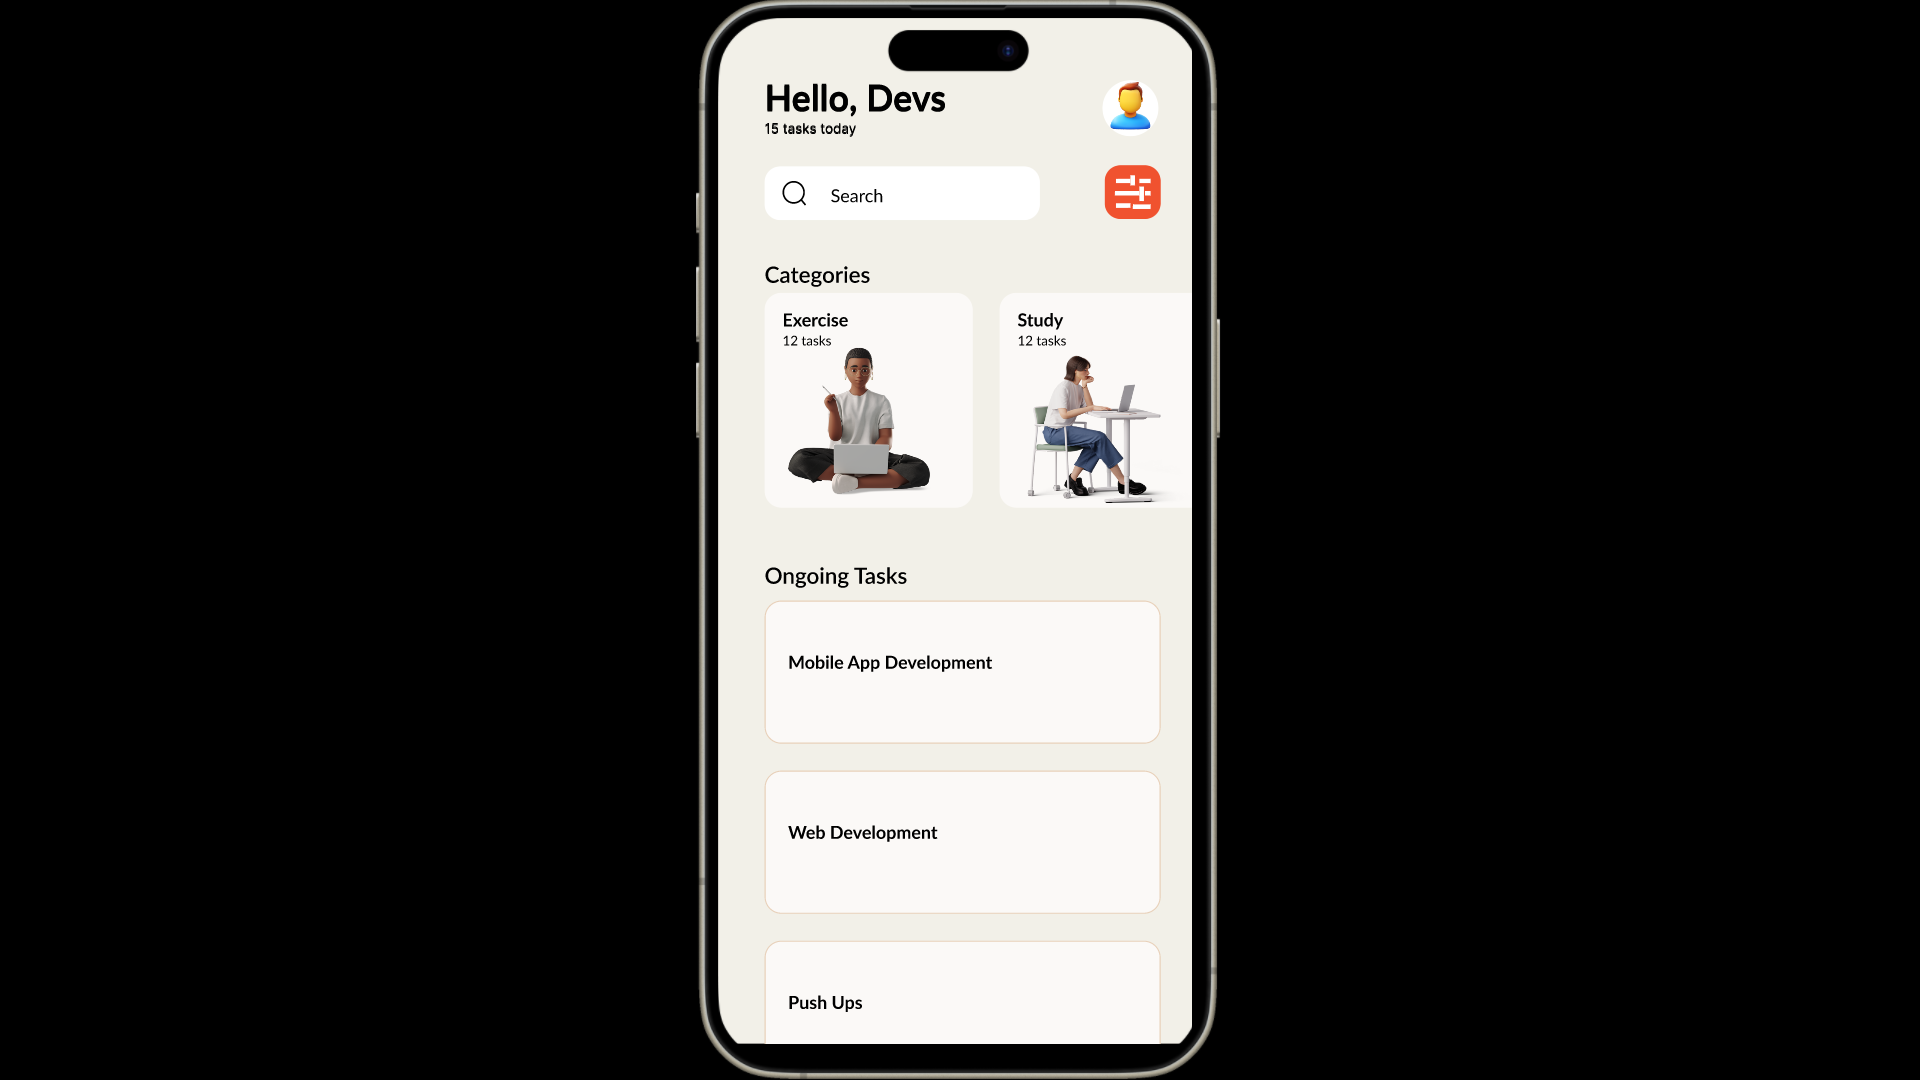 Hello, Devs
15 tasks today
Search
Categories
Exercise
12 tasks
Study
12 tasks
Ongoing Tasks
Mobile App Development
Web Development
Push Ups